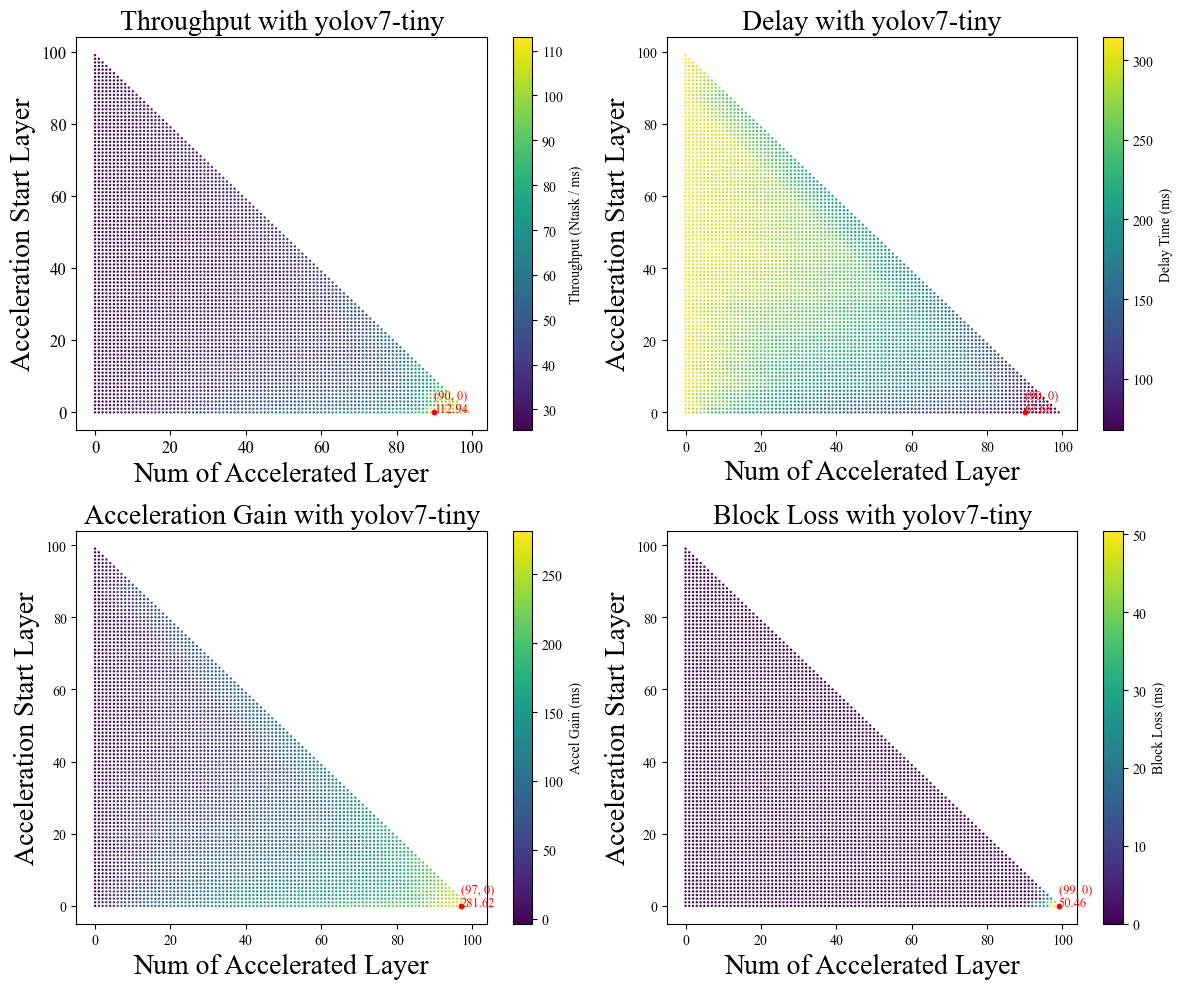 Throughput with yolov7-tiny
Acceleration Start Layer
100
80
60
40
20
0
0 20 40 60 80 100
Num of Accelerated Layer
(90, 0)
112.94
110
100
90
80
70
60
50
40
30
Throughput (Ntask / ms)
Delay with yolov7-tiny
Acceleration Start Layer
100
80
60
40
20
0
0 20 40 60 80 100
Num of Accelerated Layer
(90, 0)
300
250
200
150
100
Delay Time (ms)
Acceleration Gain with yolov7-tiny
Acceleration Start Layer
100
80
60
40
20
0
0 20 40 60 80 100
Num of Accelerated Layer
(97, 0)
281.62
250
200
150
100
50
0
Accel Gain (ms)
Block Loss with yolov7-tiny
Acceleration Start Layer
100
80
60
40
20
0
0 20 40 60 80 100
Num of Accelerated Layer
(99, 0)
50.46
50
40
30
20
10
0
Block Loss (ms)